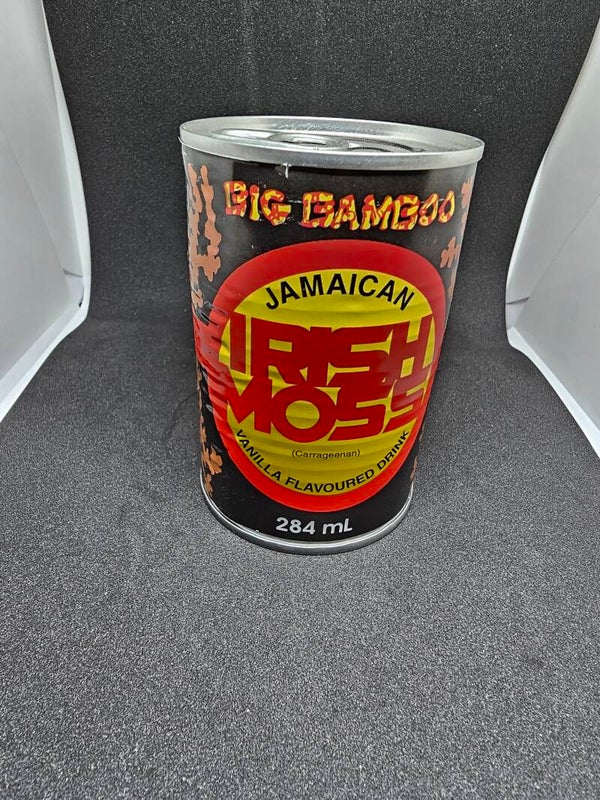 BIG BAMBOO
JAMAICAN
IRISH
MOSS
(Carrageenan)
VANILLA FLAVOURED DRINK
284 mL